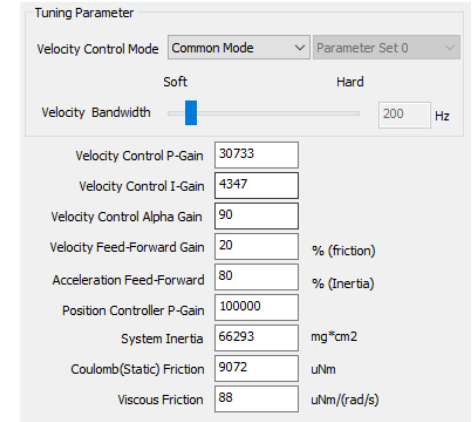 Tuning Parameter
Velocity Control Mode Common Mode Parameter Set 0
Soft Hard
Velocity Bandwidth 200 Hz
Velocity Control P-Gain 30733
Velocity Control I-Gain 4347
Velocity Control Alpha Gain 90
Velocity Feed-Forward Gain 20 % (friction)
Acceleration Feed-Forward 80 % (Inertia)
Position Controller P-Gain 100000
System Inertia 66293 mg*cm2
Coulomb(Static) Friction 9072 uNm
Viscous Friction 88 uNm/(rad/s)